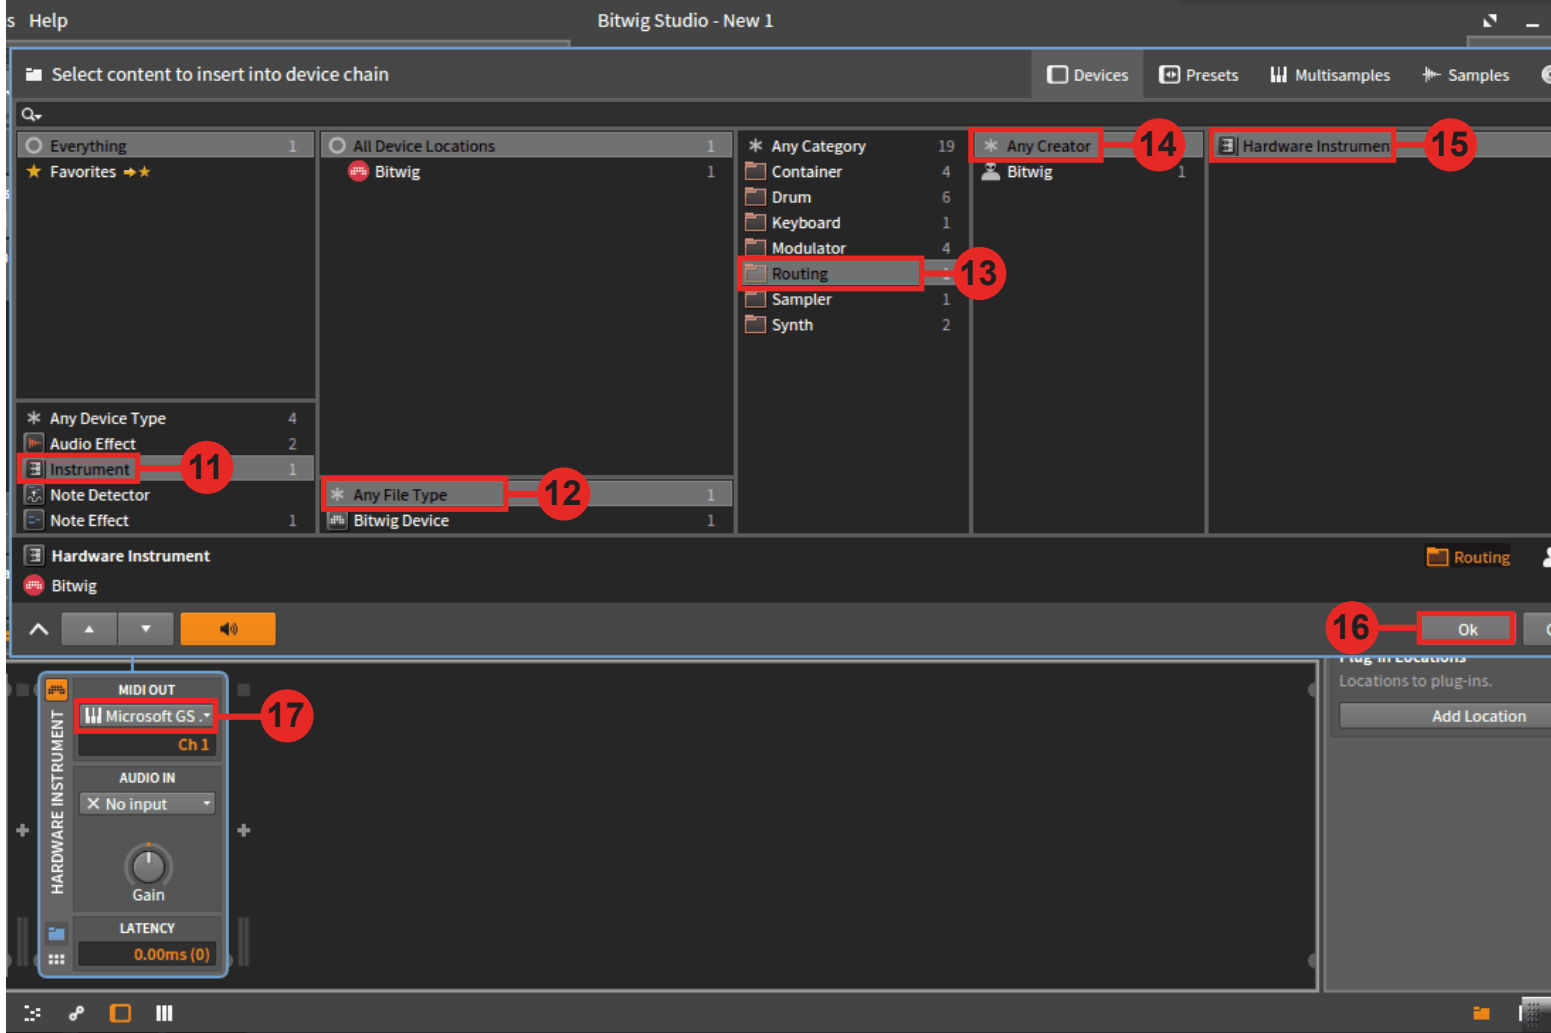 s Help
Bitwig Studio - New 1
Select content to insert into device chain
Devices
Presets
Multisamples
Samples
Everything 1
Favorites
All Device Locations 1
Bitwig 1
Any Category 19
Container 4
Drum 6
Keyboard 1
Modulator 4
Routing
13
Sampler 1
Synth 2
Any Creator
14
Bitwig 1
Hardware Instrumen
15
Any Device Type 4
Audio Effect 2
Instrument 1
11
Note Detector
Note Effect 1
Any File Type 1
12
Bitwig Device 1
Hardware Instrument
Bitwig
Routing
16
Ok
Plug-in Locations
Locations to plug-ins.
Add Location
HARDWARE INSTRUMENT
MIDI OUT
Microsoft GS .
17
Ch 1
AUDIO IN
No input
Gain
LATENCY
0.00ms (0)